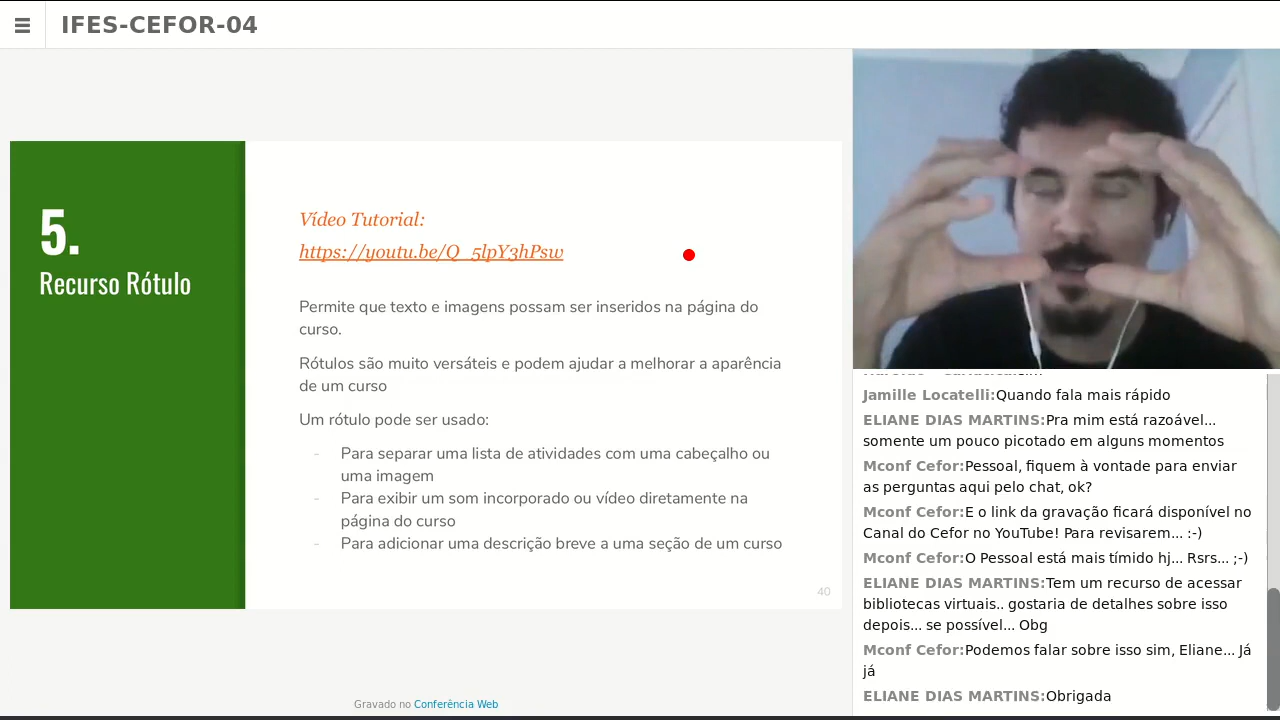 IFES-CEFOR-04
5.
Recurso Rótulo
Vídeo Tutorial:
https://youtu.be/Q_5lpY3hPsw
Permite que texto e imagens possam ser inseridos na página do
curso.
Rótulos são muito versáteis e podem ajudar a melhorar a aparência
de um curso
Um rótulo pode ser usado:
- Para separar uma lista de atividades com uma cabeçalho ou
uma imagem
- Para exibir um som incorporado ou vídeo diretamente na
página do curso
- Para adicionar uma descrição breve a uma seção de um curso
40
Gravado no Conferência Web
Jamille Locatelli:Quando fala mais rápido
ELIANE DIAS MARTINS:Pra mim está razoável...
somente um pouco picotado em alguns momentos
Mconf Cefor:Pessoal, fiquem à vontade para enviar
as perguntas aqui pelo chat, ok?
Mconf Cefor:E o link da gravação ficará disponível no
Canal do Cefor no YouTube! Para revisarem... :-)
Mconf Cefor:O Pessoal está mais tímido hj... Rsrs... ;-)
ELIANE DIAS MARTINS:Tem um recurso de acessar
bibliotecas virtuais.. gostaria de detalhes sobre isso
depois... se possível... Obg
Mconf Cefor:Podemos falar sobre isso sim, Eliane... Já
já
ELIANE DIAS MARTINS:Obrigada